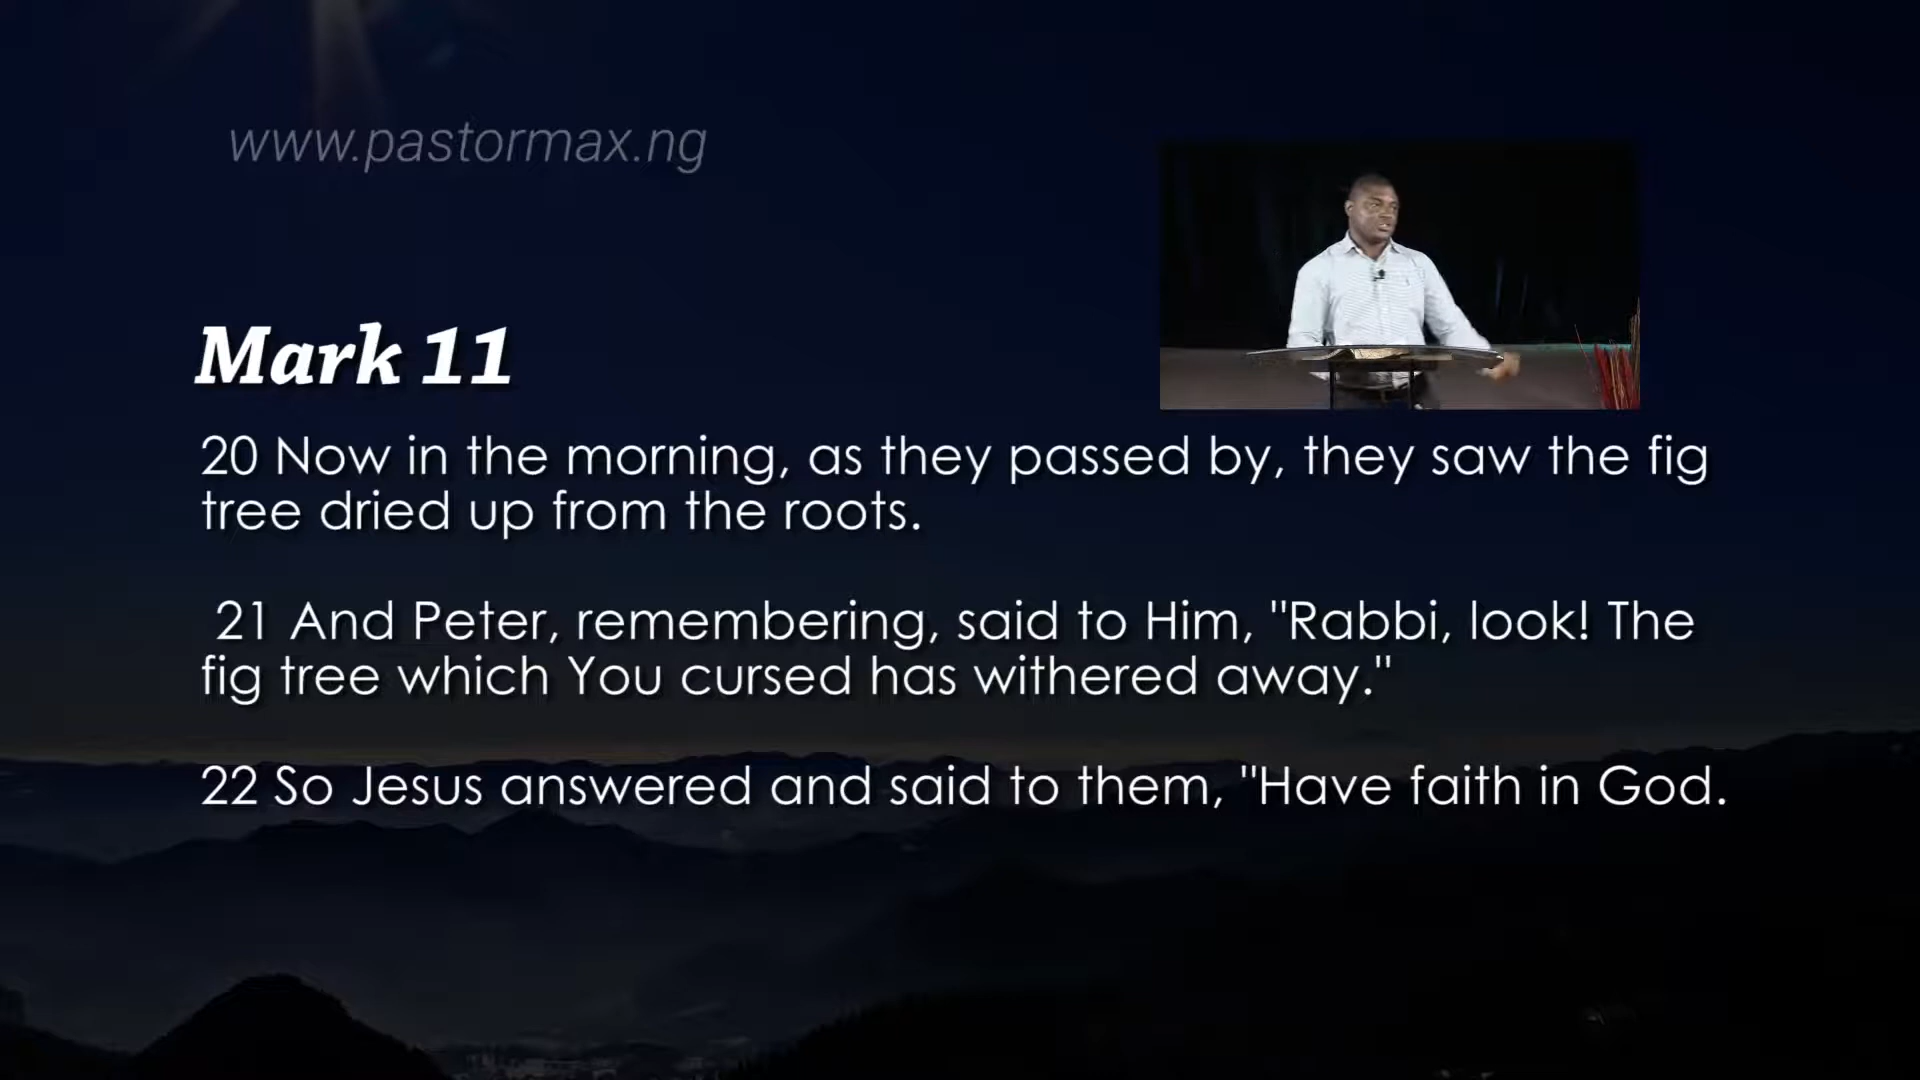 www.pastormax.ng
Mark 11
20 Now in the morning, as they passed by, they saw the fig
tree dried up from the roots.
21 And Peter, remembering, said to Him, "Rabbi, look! The
fig tree which You cursed has withered away."
22 So Jesus answered and said to them, "Have faith in God.